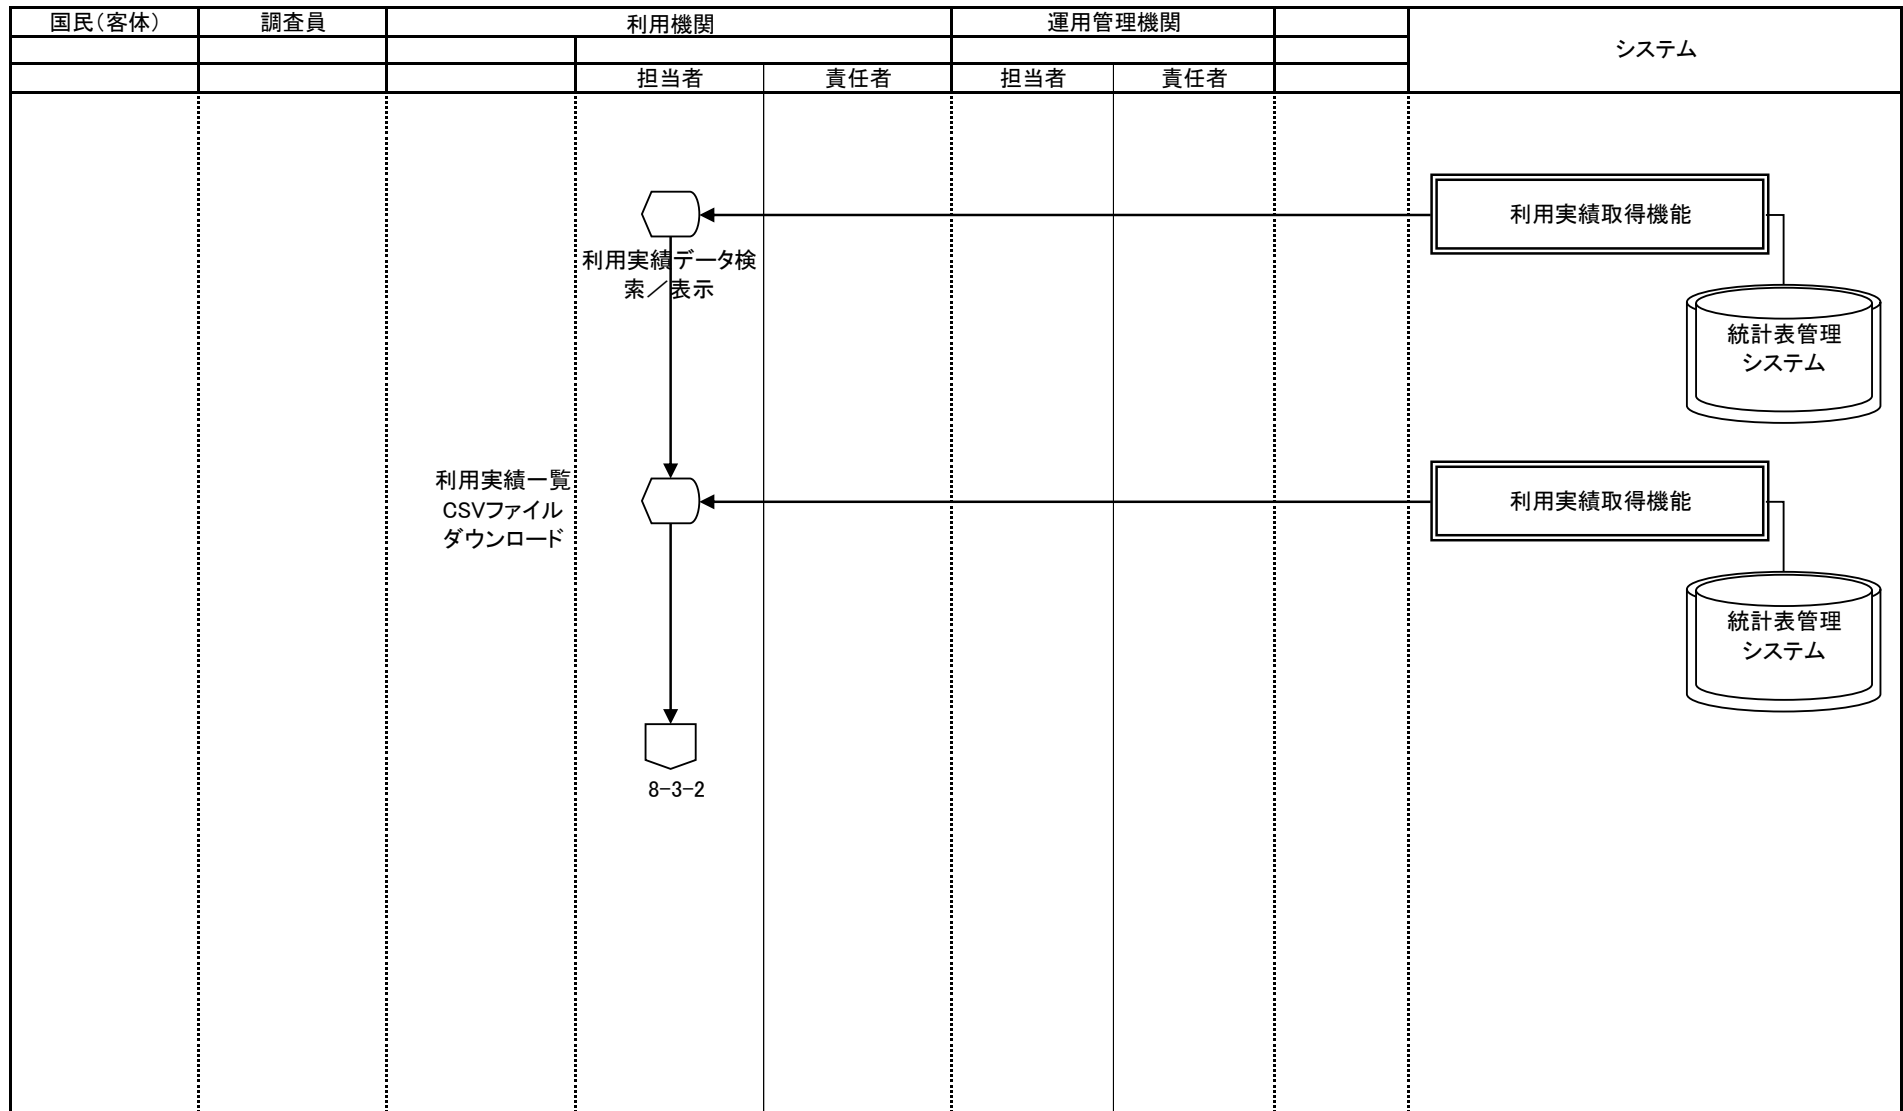 国民（客体）
調査員
利用機関
運用管理機関
システム
担当者
責任者
担当者
責任者
利用実績取得機能
利用実績データ検
索／表示
統計表管理
システム
利用実績一覧
CSVファイル
ダウンロード
利用実績取得機能
統計表管理
システム
8-3-2